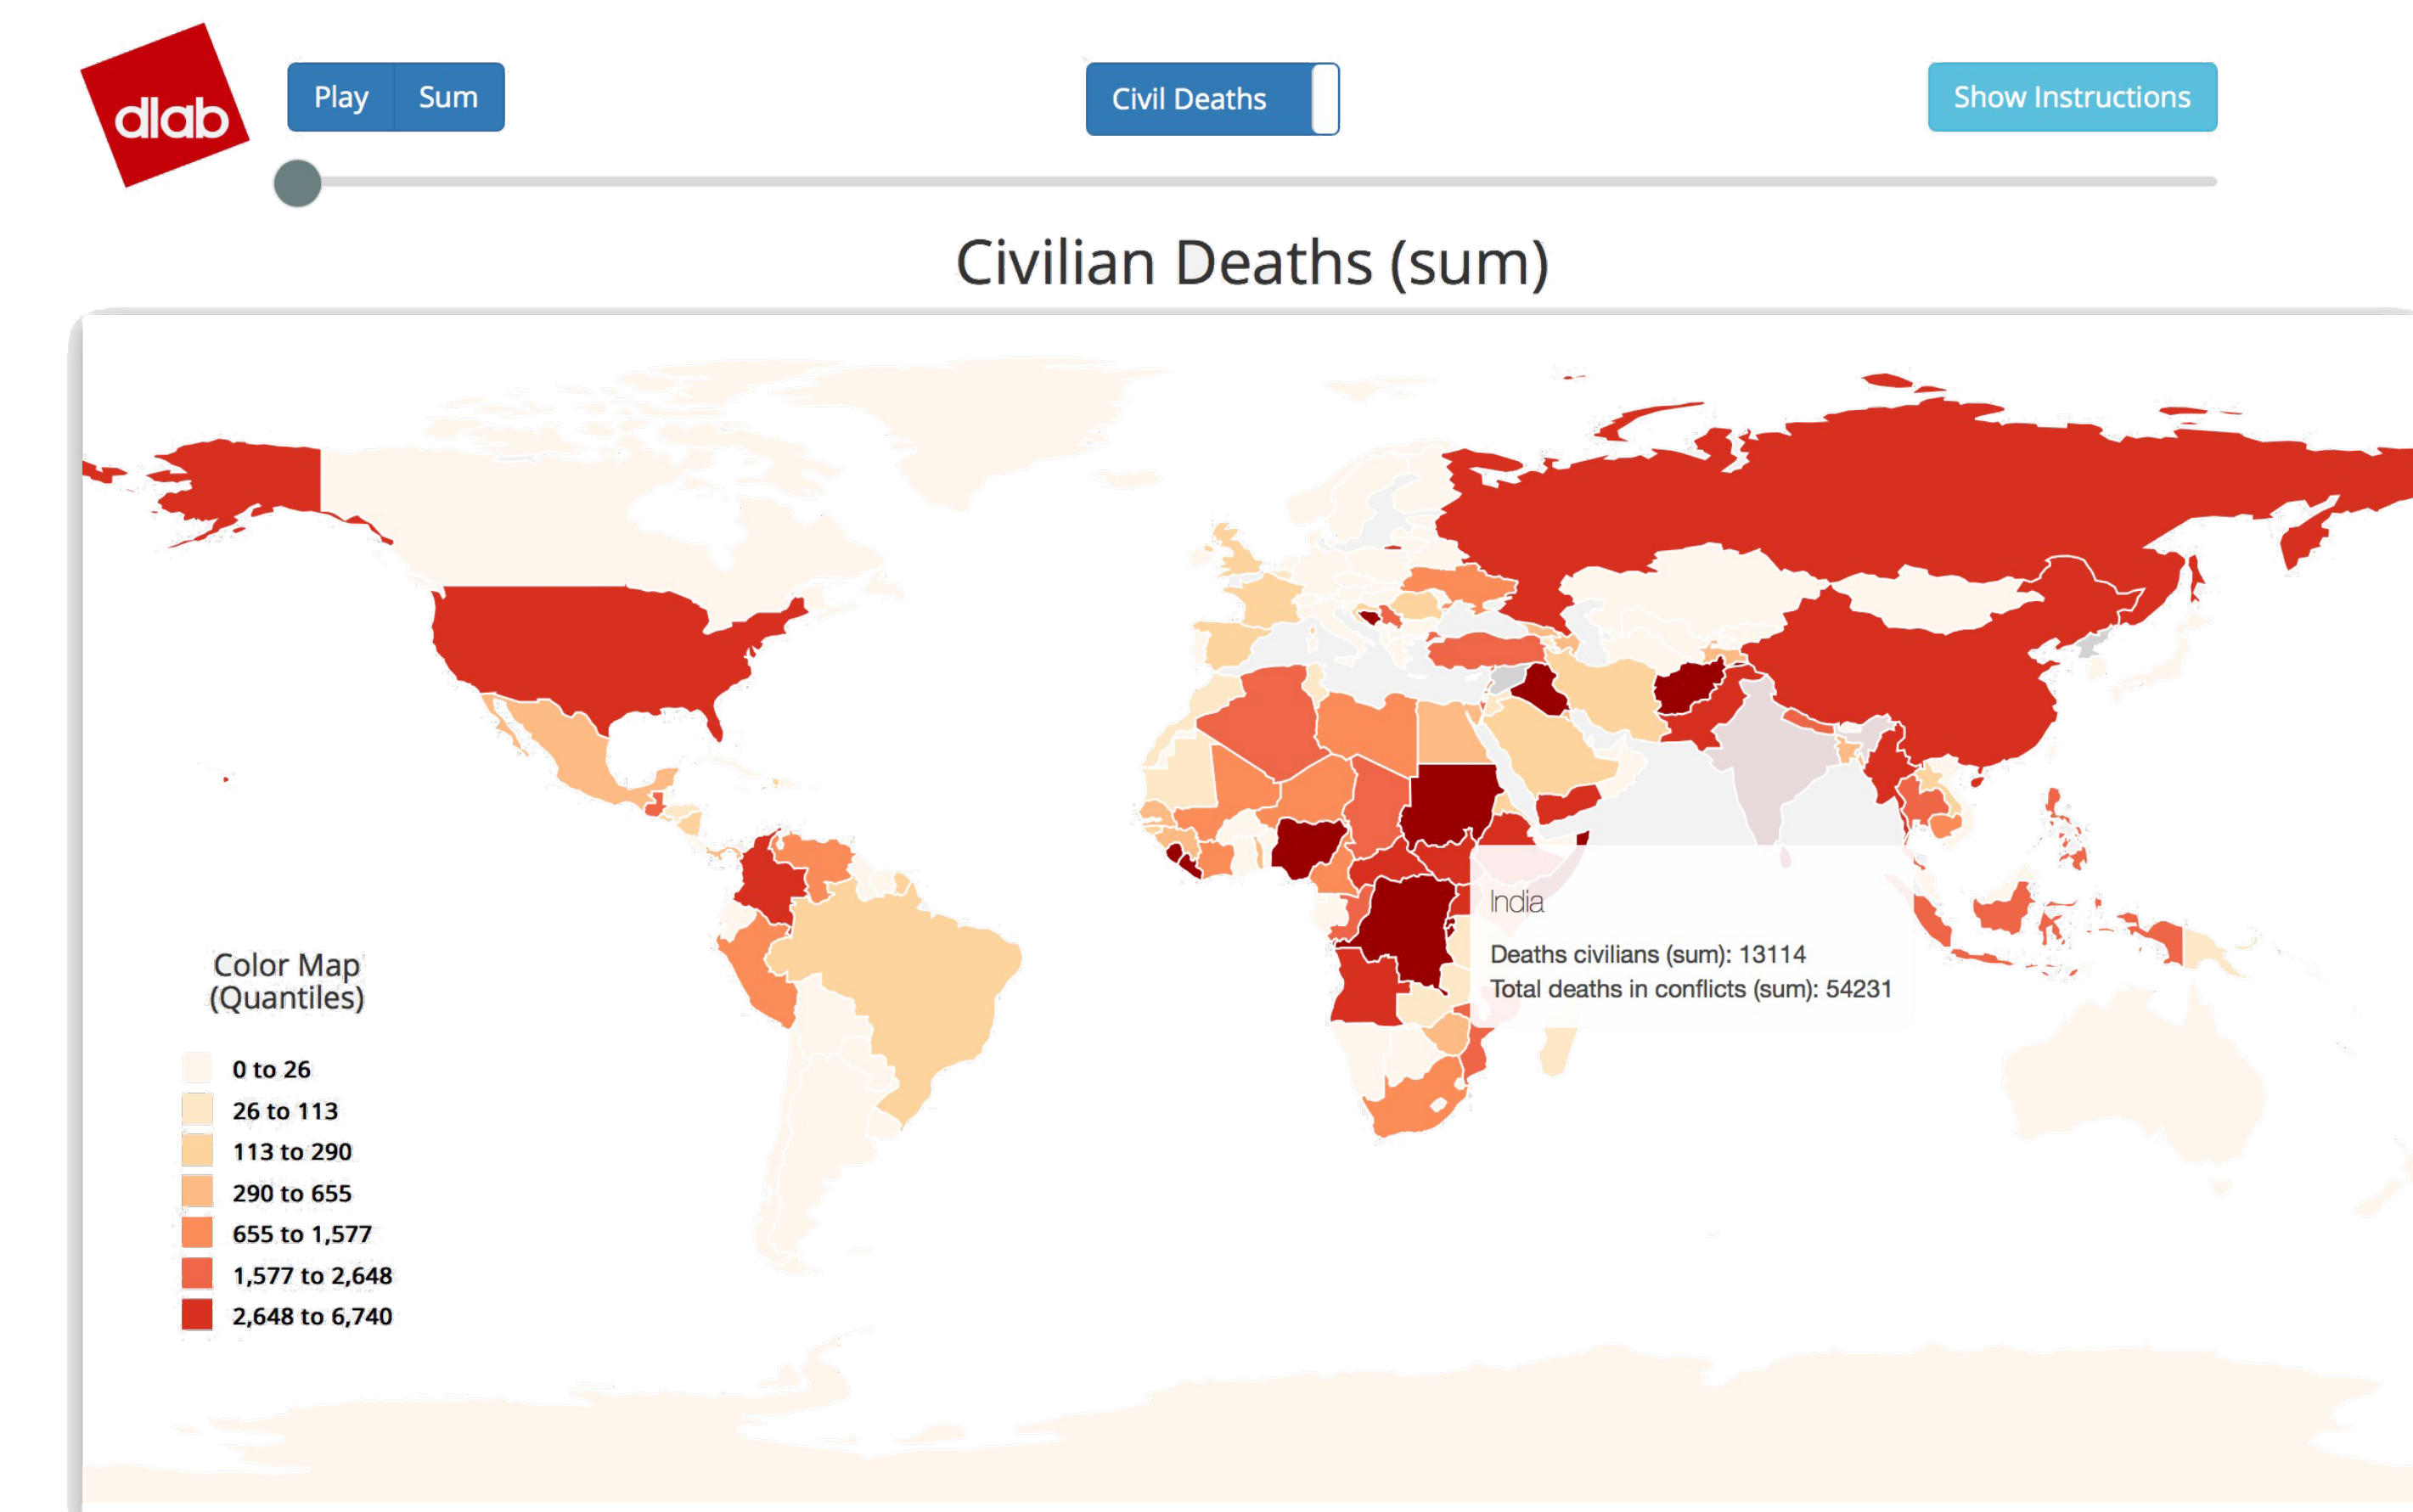 dlab
Play Sum
Civil Deaths
Show Instructions
Civilian Deaths (sum)
India
Deaths civilians (sum): 13114
Total deaths in conflicts (sum): 54231
Color Map
(Quantiles)
0 to 26
26 to 113
113 to 290
290 to 655
655 to 1,577
1,577 to 2,648
2,648 to 6,740